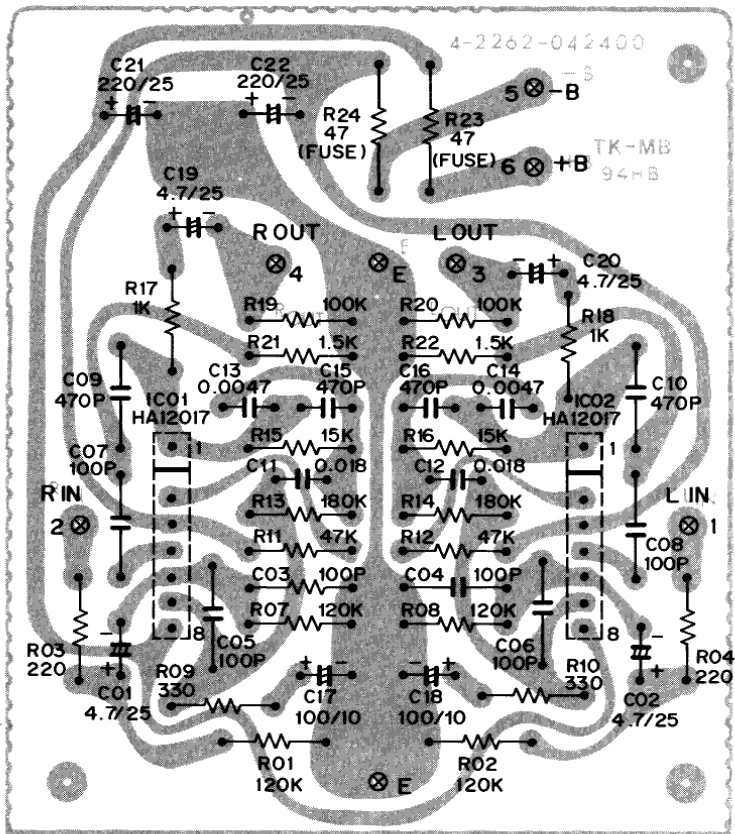 4-2262-042400
C21
220/25
C22
220/25
+ -
+ -
-S
5 -B
R24
47
(FUSE)
R23
47
(FUSE)
TK-MB
94HB
6 +B
C19
4.7/25
+ -
R OUT
L OUT
E
4
E
3
- +
C20
4.7/25
R17
1K
R18
1K
R19 100K
R20 100K
R21 1.5K
R22 1.5K
C13
0.0047
C15
470P
C16
470P
C14
0.0047
C09
470P
C10
470P
IC01
HA12017
IC02
HA12017
1
1
R15 15K
R16 15K
C07
100P
C11 0.018
C12 0.018
R IN
2
L IN
1
R13 180K
R14 180K
R11 47K
R12 47K
C08
100P
C03 100P
C04 100P
R07 120K
R08 120K
8
8
C05
100P
C06
100P
R03
220
R04
220
-
+
C01
4.7/25
R09
330
+ -
C17
100/10
- +
C18
100/10
R10
330
-
+
C02
4.7/25
R01
120K
R02
120K
E